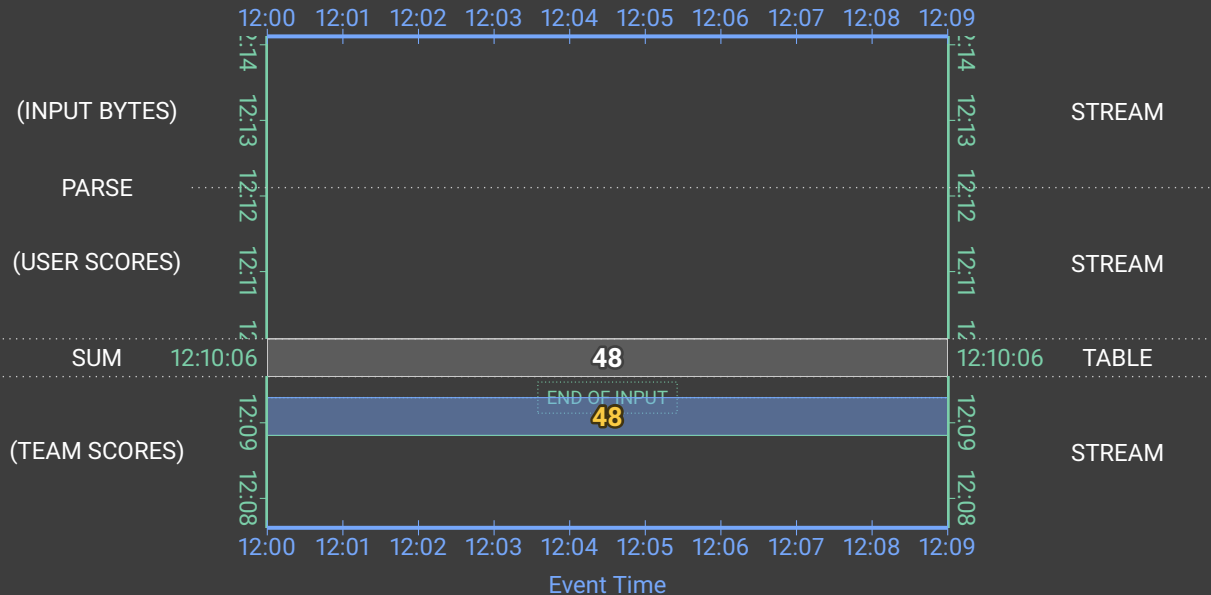 12:00 12:01 12:02 12:03 12:04 12:05 12:06 12:07 12:08 12:09
:14 :14
(INPUT BYTES) 12:13 12:13 STREAM
PARSE 12:12 12:12
(USER SCORES) 12:11 12:11 STREAM
12 12
SUM 12:10:06 48 12:10:06 TABLE
END OF INPUT
48
12:09 12:09
(TEAM SCORES) STREAM
12:08 12:08
12:00 12:01 12:02 12:03 12:04 12:05 12:06 12:07 12:08 12:09
Event Time